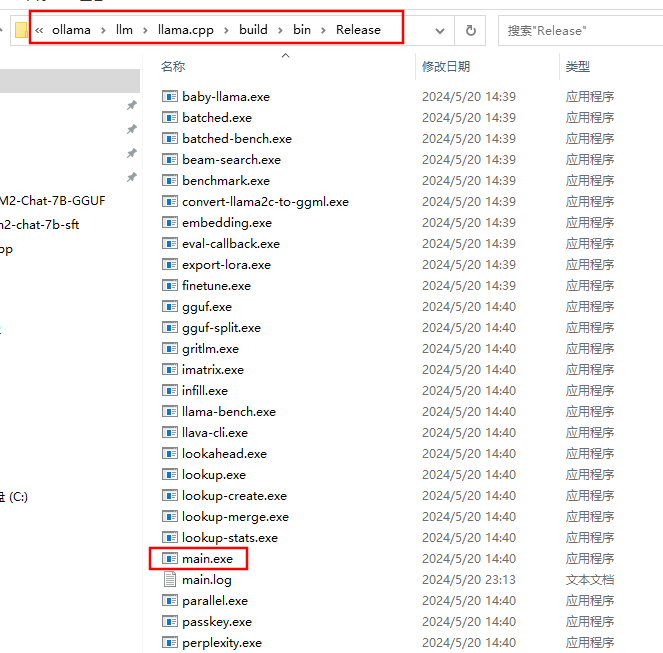 « ollama › llm › llama.cpp › build › bin › Release
搜索"Release"
名称 修改日期 类型
baby-llama.exe 2024/5/20 14:39 应用程序
batched.exe 2024/5/20 14:39 应用程序
batched-bench.exe 2024/5/20 14:39 应用程序
beam-search.exe 2024/5/20 14:39 应用程序
benchmark.exe 2024/5/20 14:39 应用程序
M2-Chat-7B-GGUF convert-llama2c-to-ggml.exe 2024/5/20 14:39 应用程序
n2-chat-7b-sft embedding.exe 2024/5/20 14:39 应用程序
pp eval-callback.exe 2024/5/20 14:39 应用程序
export-lora.exe 2024/5/20 14:39 应用程序
finetune.exe 2024/5/20 14:39 应用程序
gguf.exe 2024/5/20 14:40 应用程序
gguf-split.exe 2024/5/20 14:40 应用程序
gritlm.exe 2024/5/20 14:40 应用程序
imatrix.exe 2024/5/20 14:40 应用程序
infill.exe 2024/5/20 14:40 应用程序
llama-bench.exe 2024/5/20 14:40 应用程序
llava-cli.exe 2024/5/20 14:40 应用程序
lookahead.exe 2024/5/20 14:40 应用程序
lookup.exe 2024/5/20 14:40 应用程序
(C:) lookup-create.exe 2024/5/20 14:40 应用程序
lookup-merge.exe 2024/5/20 14:40 应用程序
lookup-stats.exe 2024/5/20 14:40 应用程序
main.exe 2024/5/20 14:40 应用程序
main.log 2024/5/20 23:13 文本文档
parallel.exe 2024/5/20 14:40 应用程序
passkey.exe 2024/5/20 14:40 应用程序
perplexity.exe 2024/5/20 14:40 应用程序